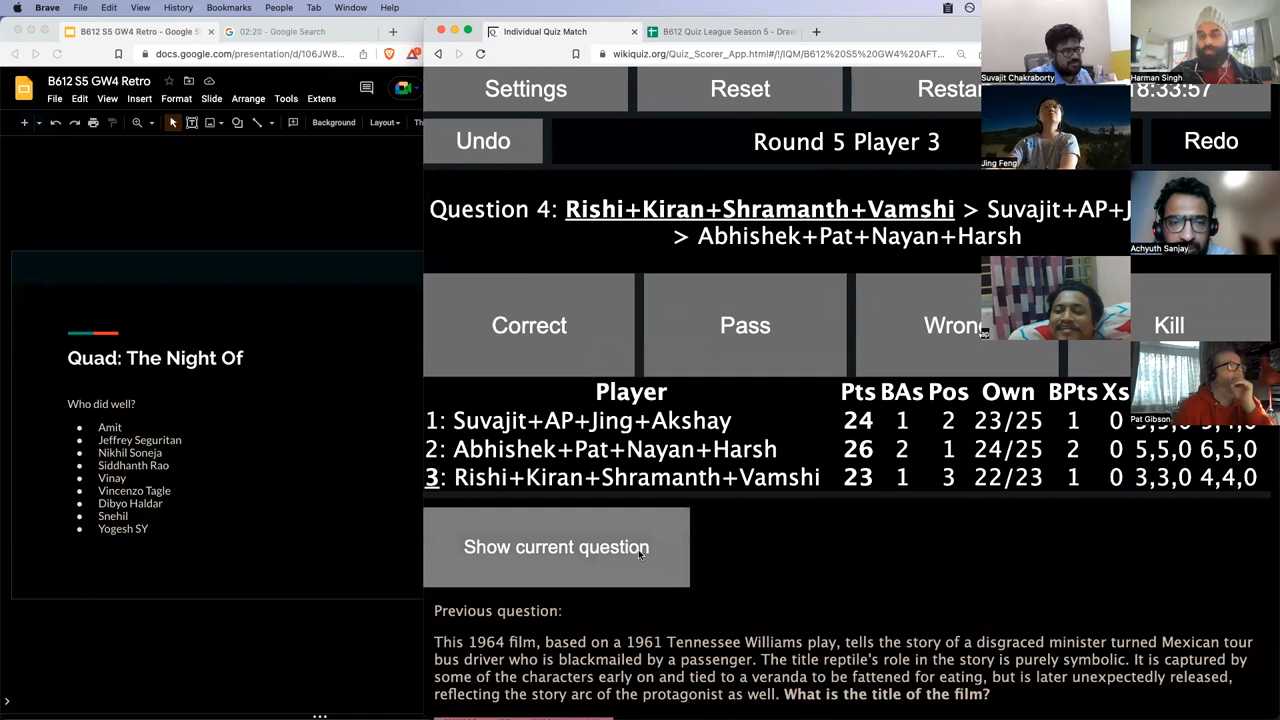 Brave File Edit View History Bookmarks People Tab Window Help
B612 S5 GW4 Retro
02:20 - Google Search
docs.google.com/presentation/d/106JW8...
B612 S5 GW4 Retro
File Edit View Insert Format Slide Arrange Tools Extens
Background Layout
Quad: The Night Of
Who did well?
Amit
Jeffrey Seguritan
Nikhil Soneja
Siddhanth Rao
Vinay
Vincenzo Tagle
Dibyo Haldar
Snehil
Yogesh SY
Individual Quiz Match
B612 Quiz League Season 5 - Draw
wikiquiz.org/Quiz_Scorer_App.html#/!/IQM/B612%20S5%20GW4%20AFT...
Settings Reset Restar 18:33:57
Undo Round 5 Player 3 Redo
Question 4: Rishi+Kiran+Shramanth+Vamshi > Suvajit+AP+J
> Abhishek+Pat+Nayan+Harsh
Correct Pass Wrong Kill
Player Pts BAs Pos Own BPts Xs
1: Suvajit+AP+Jing+Akshay 24 1 2 23/25 1 0
2: Abhishek+Pat+Nayan+Harsh 26 2 1 24/25 2 0 5,5,0 6,5,0
3: Rishi+Kiran+Shramanth+Vamshi 23 1 3 22/23 1 0 3,3,0 4,4,0
Show current question
Previous question:
This 1964 film, based on a 1961 Tennessee Williams play, tells the story of a disgraced minister turned Mexican tour
bus driver who is blackmailed by a passenger. The title reptile's role in the story is purely symbolic. It is captured by
some of the characters early on and tied to a veranda to be fattened for eating, but is later unexpectedly released,
reflecting the story arc of the protagonist as well. What is the title of the film?
Suvajit Chakraborty
Harman Singh
Jing Feng
Achyuth Sanjay
ap
Pat Gibson